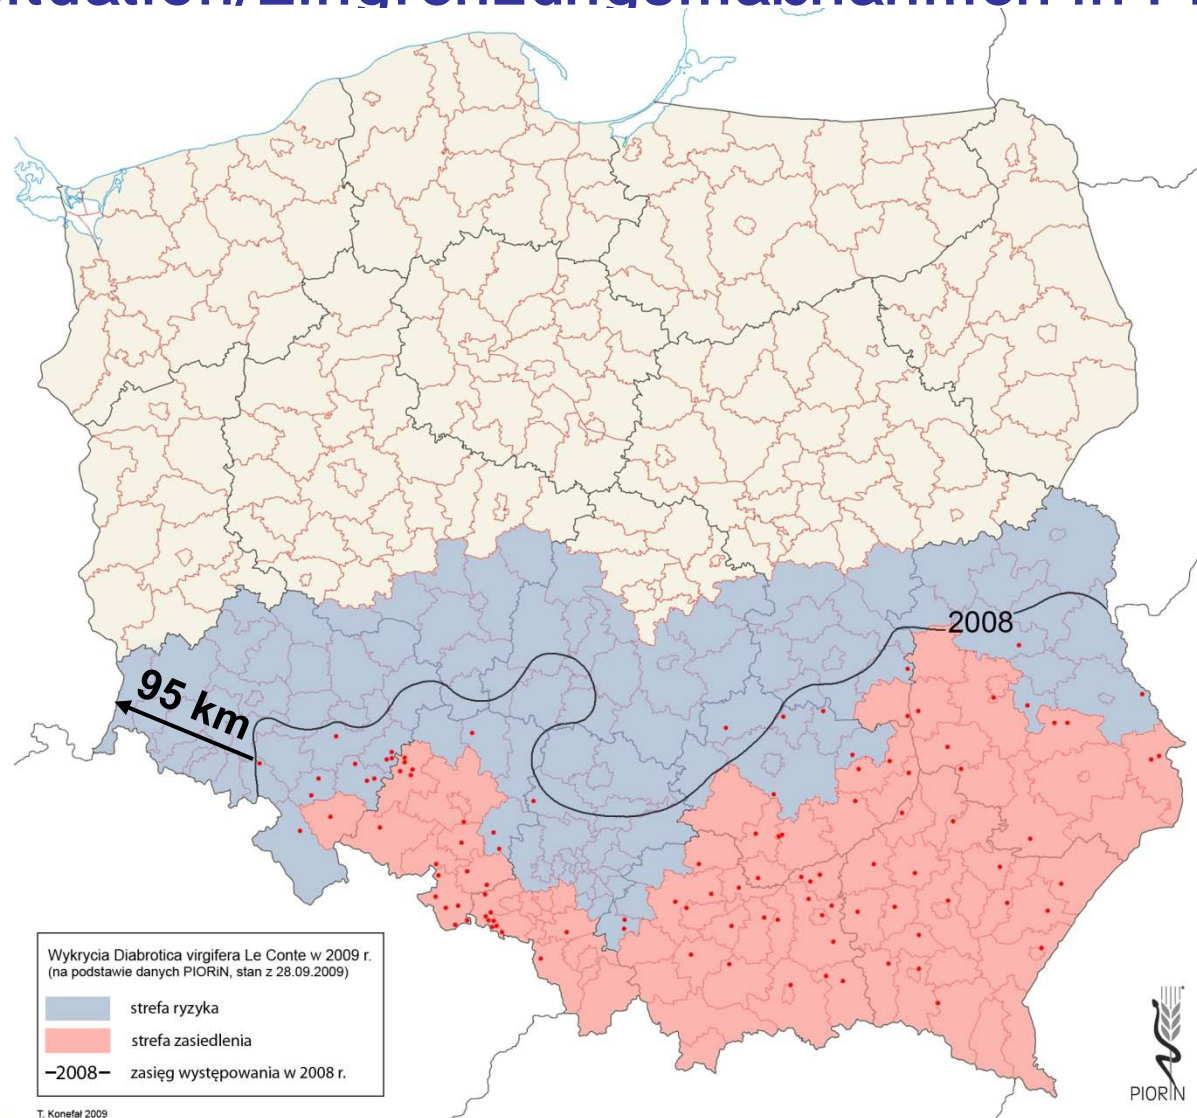 2008
95 km
Wykrycia Diabrotica virgifera Le Conte w 2009 r.
(na podstawie danych PIORiN, stan z 28.09.2009)
strefa ryzyka
strefa zasiedlenia
–2008– zasięg występowania w 2008 r.
PIORIN
T. Konefał 2009